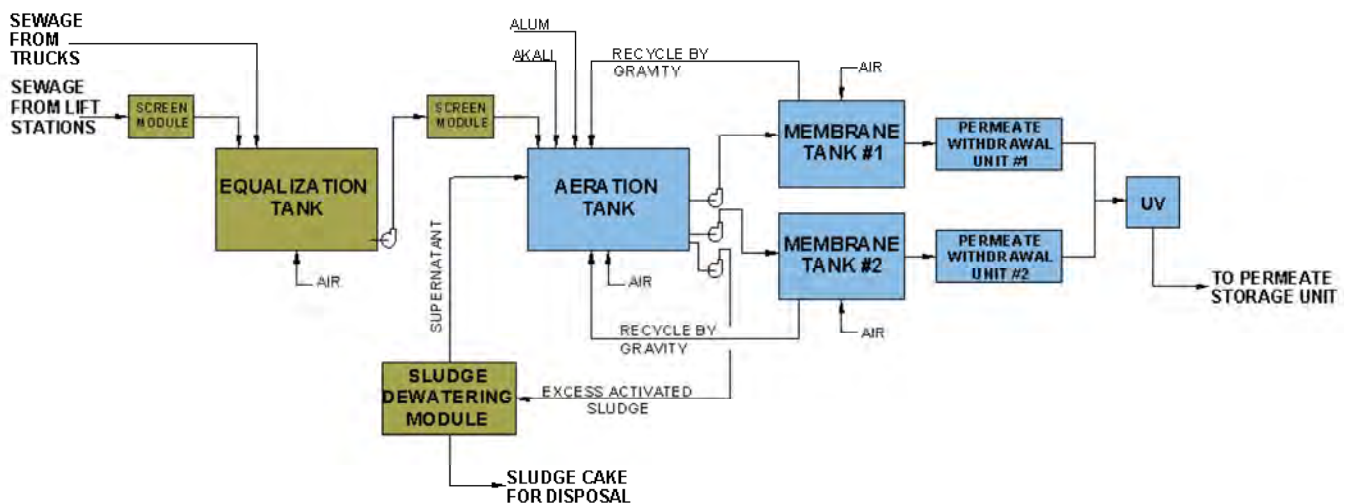 SEWAGE
FROM
TRUCKS
SEWAGE
FROM LIFT
STATIONS
SCREEN
MODULE
EQUALIZATION
TANK
AIR
SCREEN
MODULE
ALUM
AKALI
RECYCLE BY
GRAVITY
AERATION
TANK
AIR
SUPERNATANT
AIR
MEMBRANE
TANK #1
PERMEATE
WITHDRAWAL
UNIT #1
MEMBRANE
TANK #2
AIR
PERMEATE
WITHDRAWAL
UNIT #2
UV
TO PERMEATE
STORAGE UNIT
RECYCLE BY
GRAVITY
SLUDGE
DEWATERING
MODULE
EXCESS ACTIVATED
SLUDGE
SLUDGE CAKE
FOR DISPOSAL